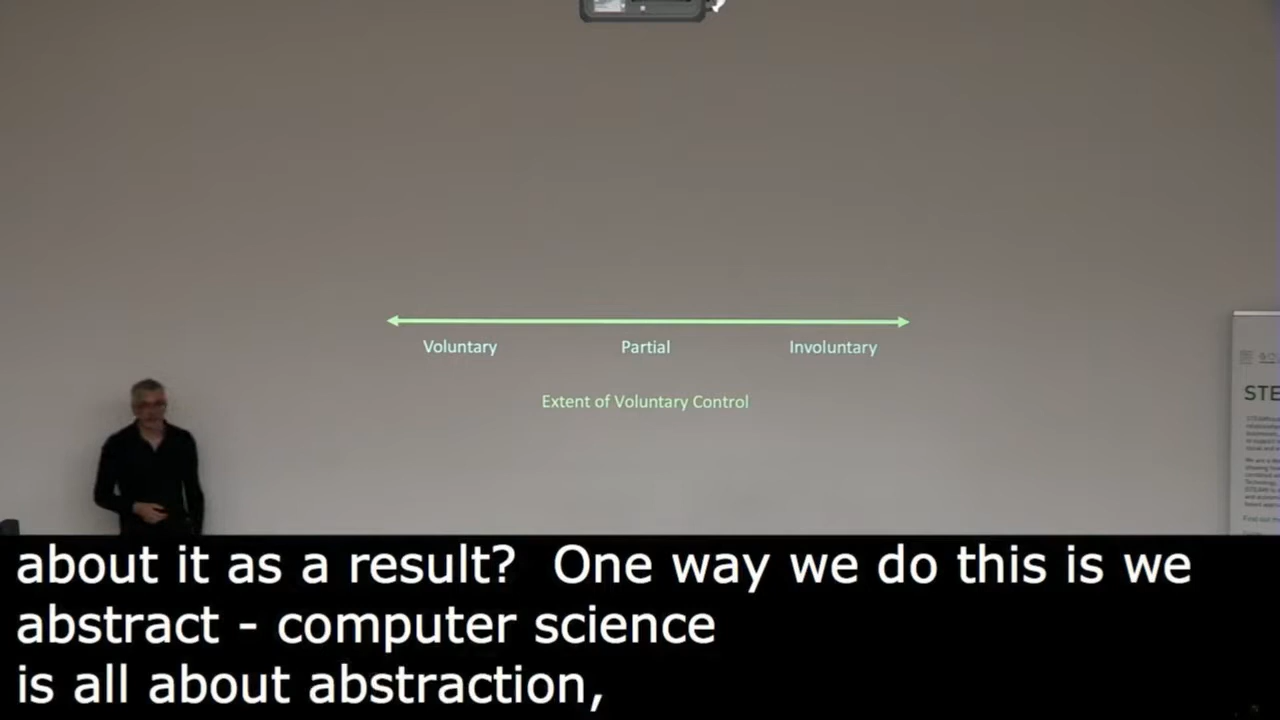 Voluntary Partial Involuntary
Extent of Voluntary Control
STE
about it as a result? One way we do this is we
abstract - computer science
is all about abstraction,